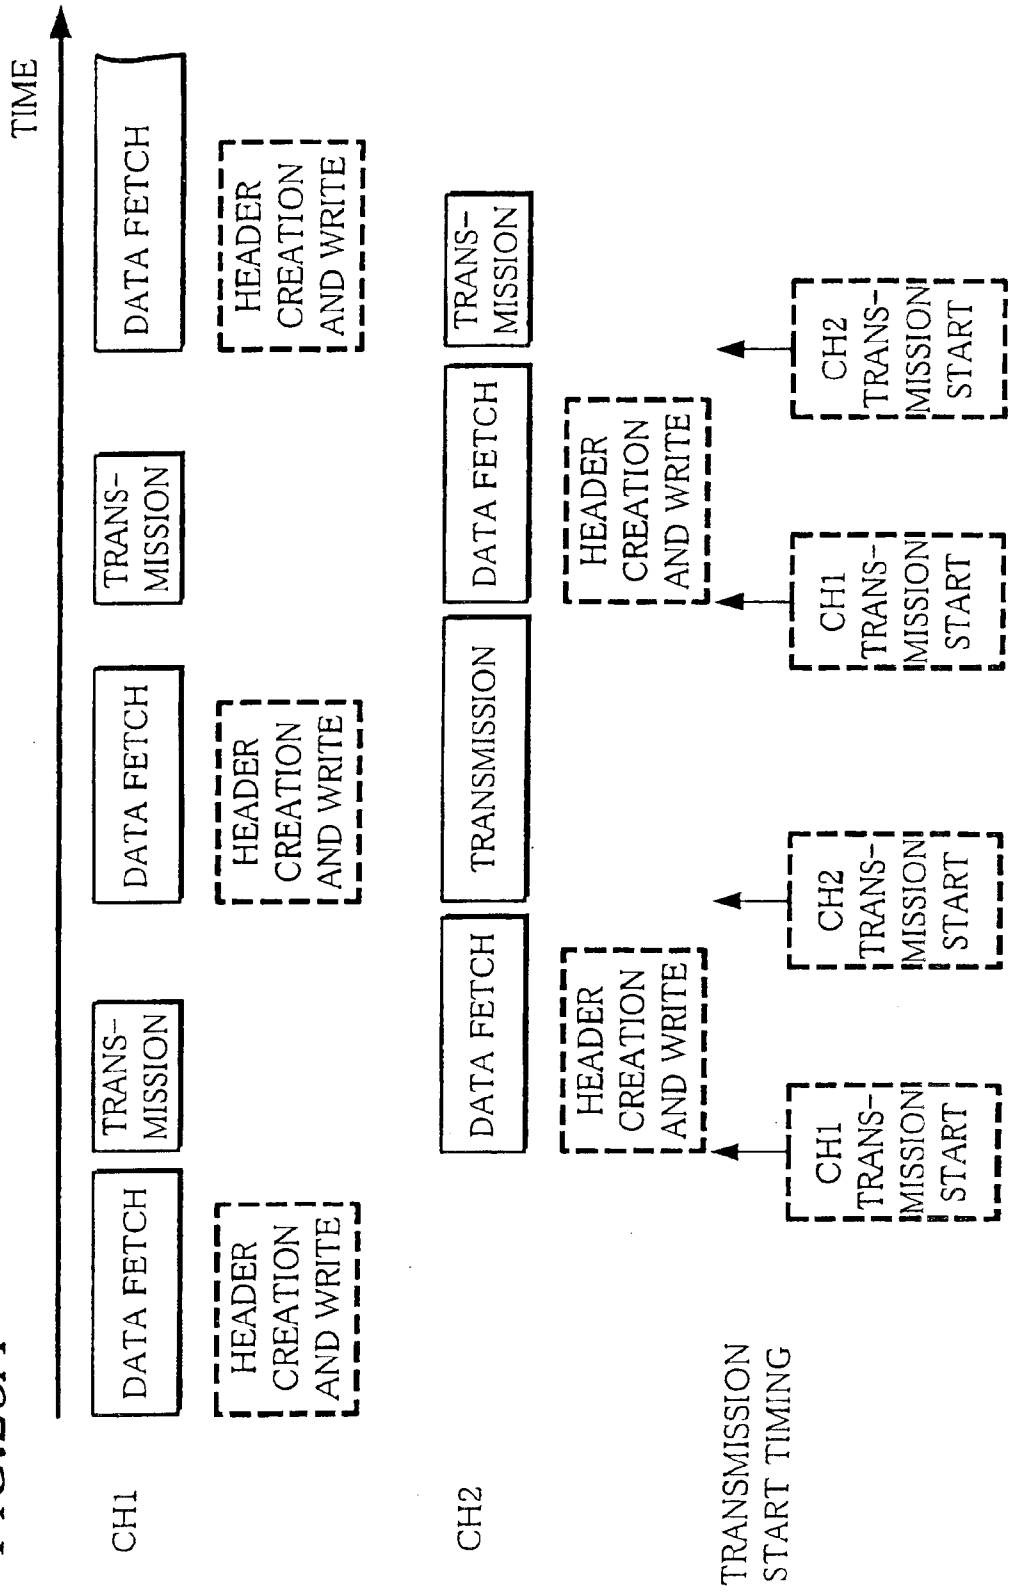 TIME
CH1
DATA FETCH
TRANS-
MISSION
DATA FETCH
TRANS-
MISSION
DATA FETCH
HEADER
CREATION
AND WRITE
HEADER
CREATION
AND WRITE
HEADER
CREATION
AND WRITE
CH2
DATA FETCH
TRANSMISSION
DATA FETCH
TRANS-
MISSION
HEADER
CREATION
AND WRITE
HEADER
CREATION
AND WRITE
TRANSMISSION
START TIMING
CH1
TRANS-
MISSION
START
CH2
TRANS-
MISSION
START
CH1
TRANS-
MISSION
START
CH2
TRANS-
MISSION
START